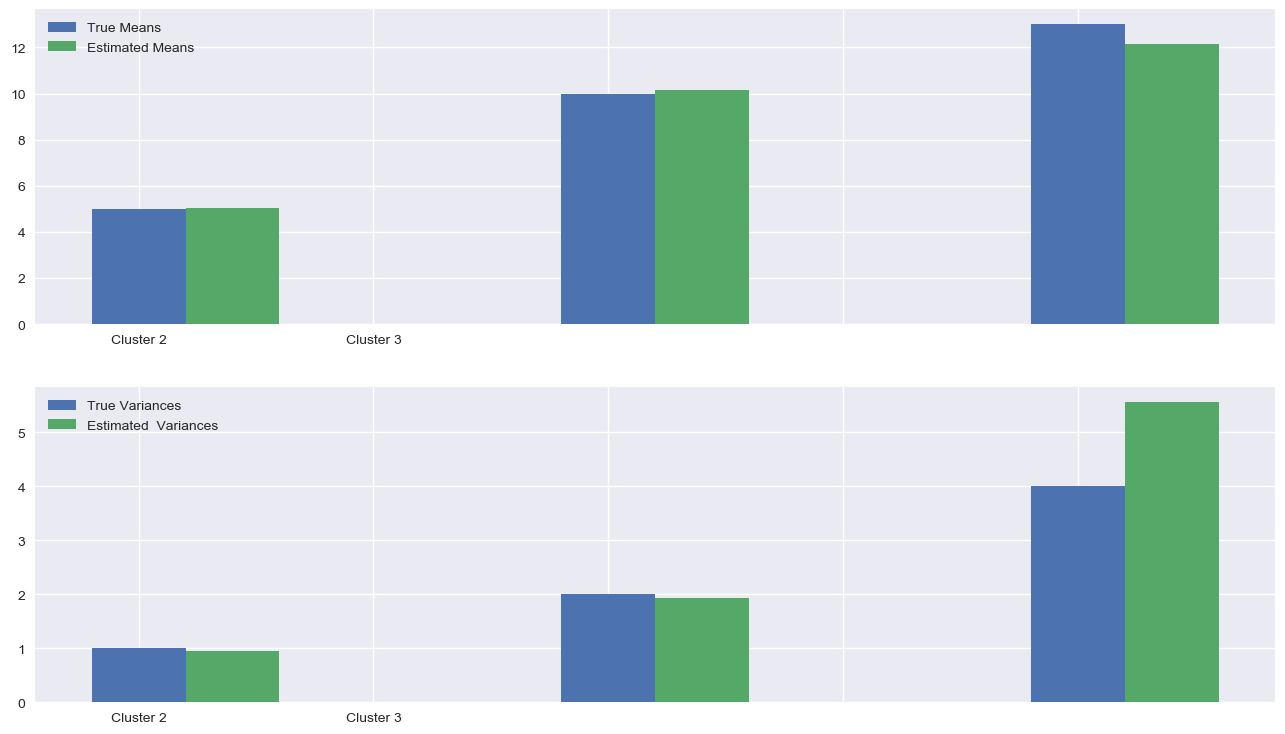 True Means
Estimated Means
12
10
8
6
4
2
0
Cluster 2 Cluster 3
True Variances
Estimated  Variances
5
4
3
2
1
0
Cluster 2 Cluster 3